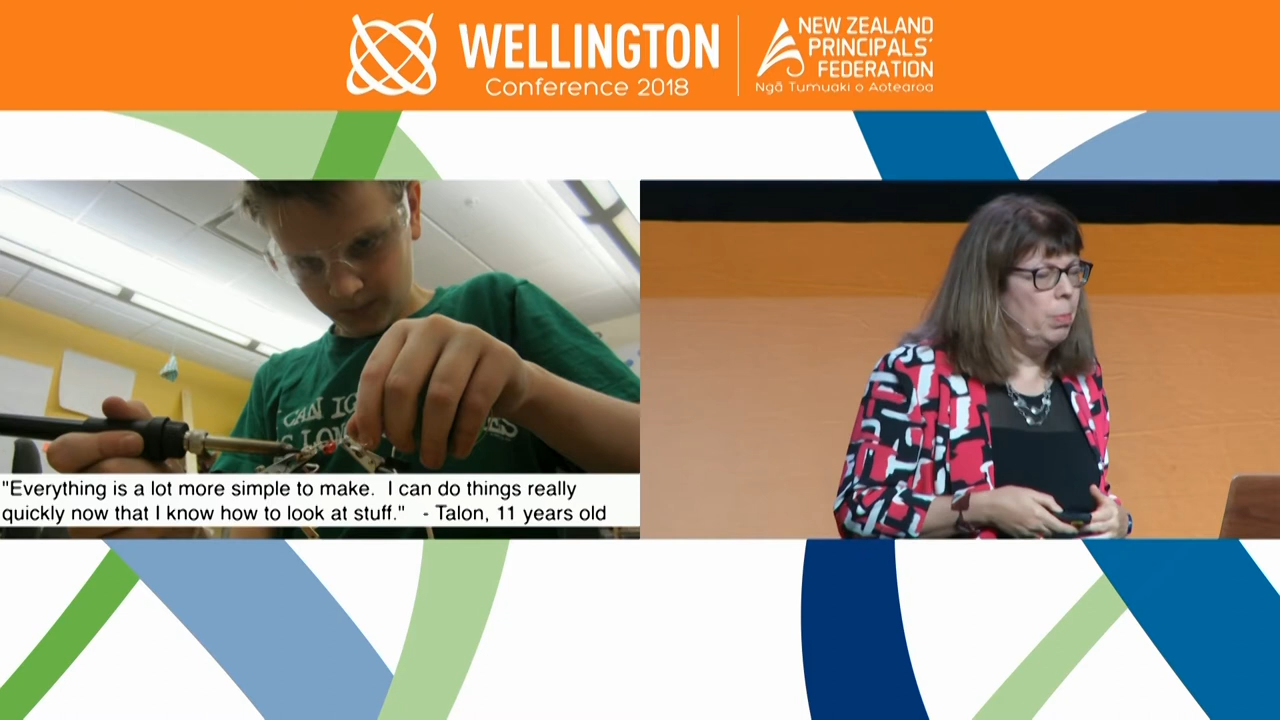 WELLINGTON
Conference 2018
NEW ZEALAND
PRINCIPALS'
FEDERATION
Ngā Tumuaki o Aotearoa
I CAN
"Everything is a lot more simple to make.  I can do things really
quickly now that I know how to look at stuff."   - Talon, 11 years old